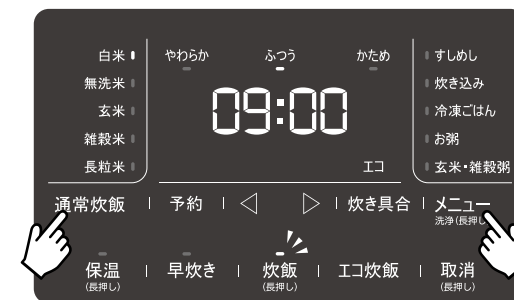 白米
無洗米
玄米
雑穀米
長粒米
やわらか ふつう かため
09:00
エコ
すしめし
炊き込み
冷凍ごはん
お粥
玄米・雑穀粥
通常炊飯 予約 ◁ ▷ 炊き具合 メニュー
洗浄(長押し
保温 早炊き 炊飯 エコ炊飯 取消
(長押し) (長押し) (長押し)